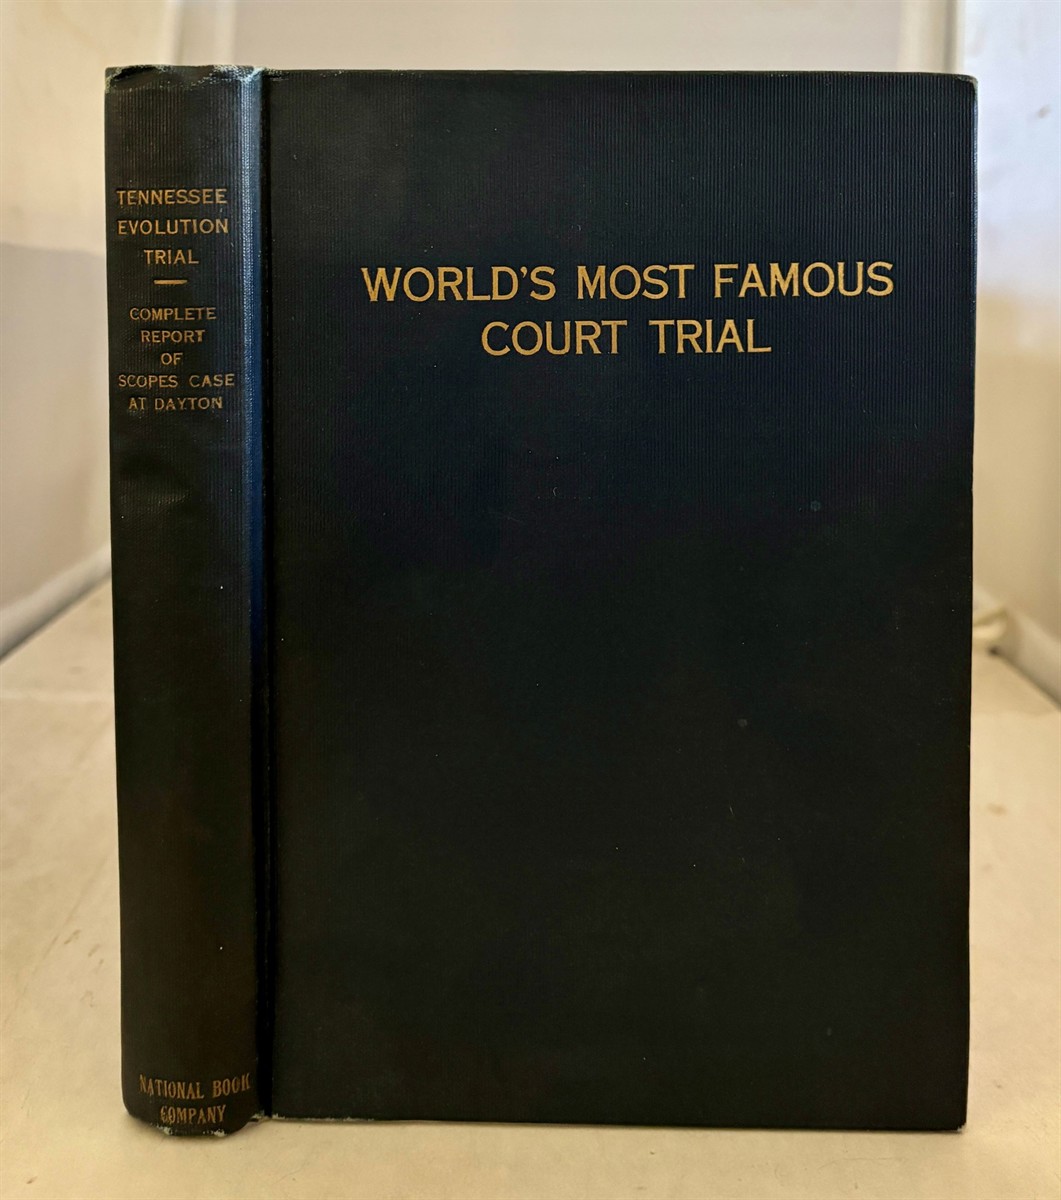 TENNESSEE
EVOLUTION
TRIAL
COMPLETE
REPORT
OF
SCOPES CASE
AT DAYTON
NATIONAL BOOK
COMPANY
WORLD'S MOST FAMOUS
COURT TRIAL